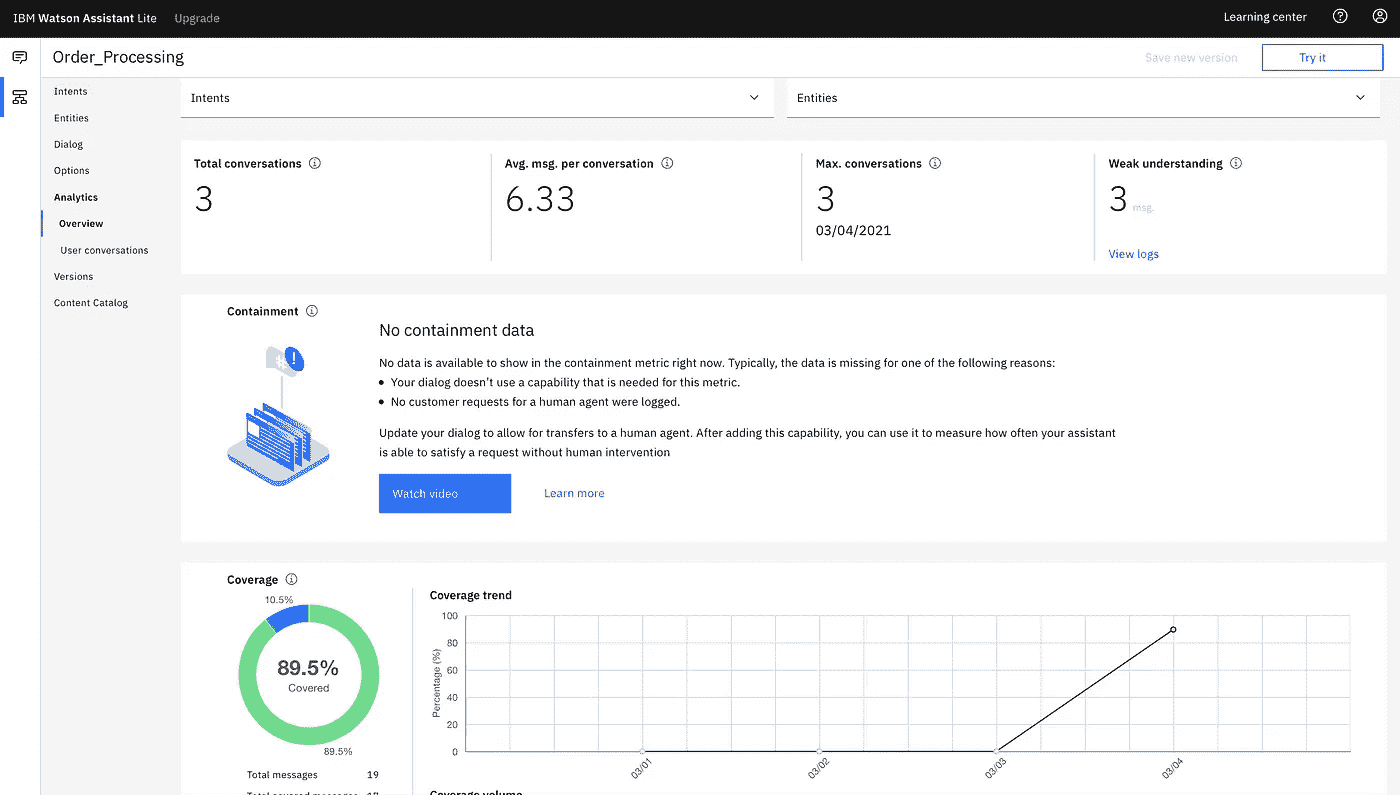 IBM Watson Assistant Lite Upgrade
Learning center
Order_Processing
Save new version
Try it
Intents
Entities
Dialog
Options
Analytics
Overview
User conversations
Versions
Content Catalog
Intents
Entities
Total conversations
3
Avg. msg. per conversation
6.33
Max. conversations
3
03/04/2021
Weak understanding
3 msg.
View logs
Containment
No containment data
No data is available to show in the containment metric right now. Typically, the data is missing for one of the following reasons:
Your dialog doesn't use a capability that is needed for this metric.
No customer requests for a human agent were logged.
Update your dialog to allow for transfers to a human agent. After adding this capability, you can use it to measure how often your assistant
is able to satisfy a request without human intervention
Watch video
Learn more
Coverage
10.5%
89.5%
Covered
89.5%
Total messages 19
Total covered messages 17
Coverage trend
Percentage (%)
100
80
60
40
20
0
03/01
03/02
03/03
03/04
Coverage volume